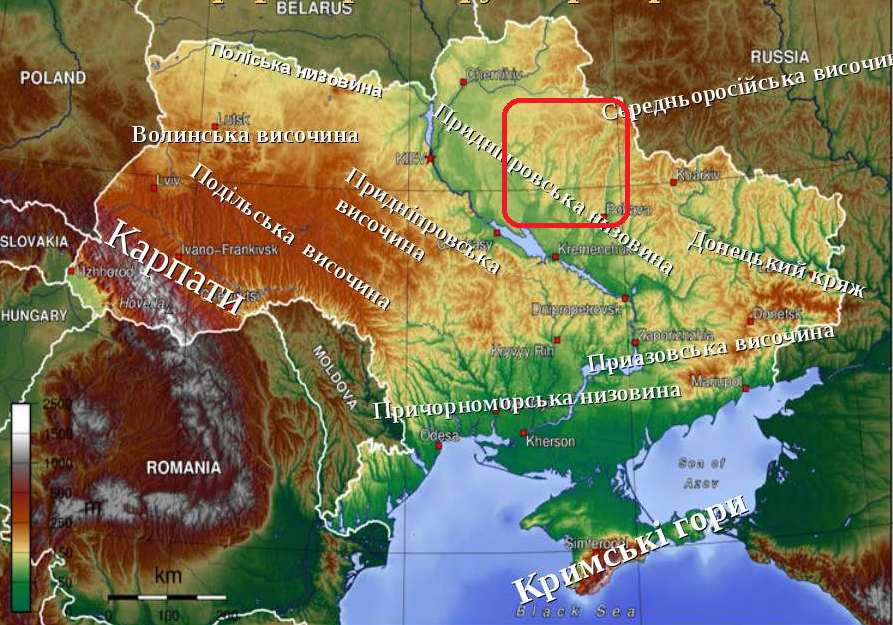 BELARUS
POLAND
RUSSIA
Поліська низовина
Chernihiv
Середньоросійська височин
Lutsk
Волинська височина
Придніпровська низовина
KIEV
Lviv
Kharkiv
Подільська височина
Придніпровська
височина
Poltava
SLOVAKIA
Карпати
Ivano-Frankivsk
Kremenchuk
Донецький кряж
Uzhhorod
Hoverla
HUNGARY
Dnipropetrovsk
Donetsk
Zaporizhzhia
Kryvyy Rih
Приазовська височина
MOLDOVA
Mariupol
Причорноморська низовина
Odesa
Kherson
2500
1500
1000
500
250
50
m
ROMANIA
Sea of
Azov
Simferopol
Кримські гори
km
0 100 200
Black Sea